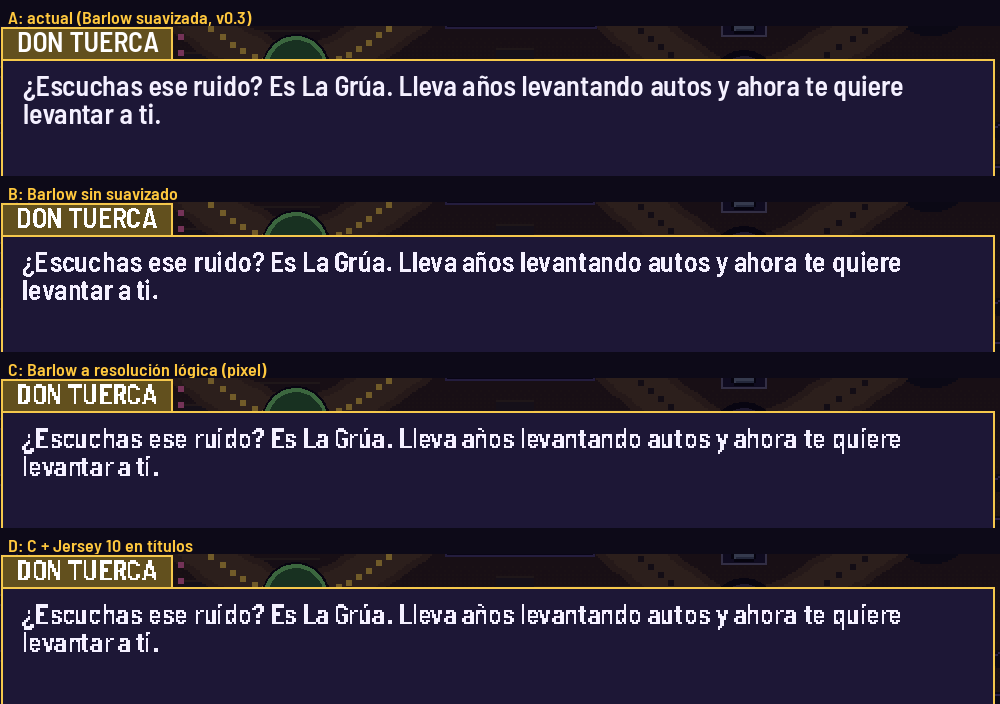 A: actual (Barlow suavizada, v0.3)
DON TUERCA
¿Escuchas ese ruido? Es La Grúa. Lleva años levantando autos y ahora te quiere
levantar a ti.
B: Barlow sin suavizado
DON TUERCA
¿Escuchas ese ruido? Es La Grúa. Lleva años levantando autos y ahora te quiere
levantar a ti.
C: Barlow a resolución lógica (pixel)
DON TUERCA
¿Escuchas ese ruido? Es La Grúa. Lleva años levantando autos y ahora te quiere
levantar a ti.
D: C + Jersey 10 en títulos
DON TUERCA
¿Escuchas ese ruido? Es La Grúa. Lleva años levantando autos y ahora te quiere
levantar a ti.